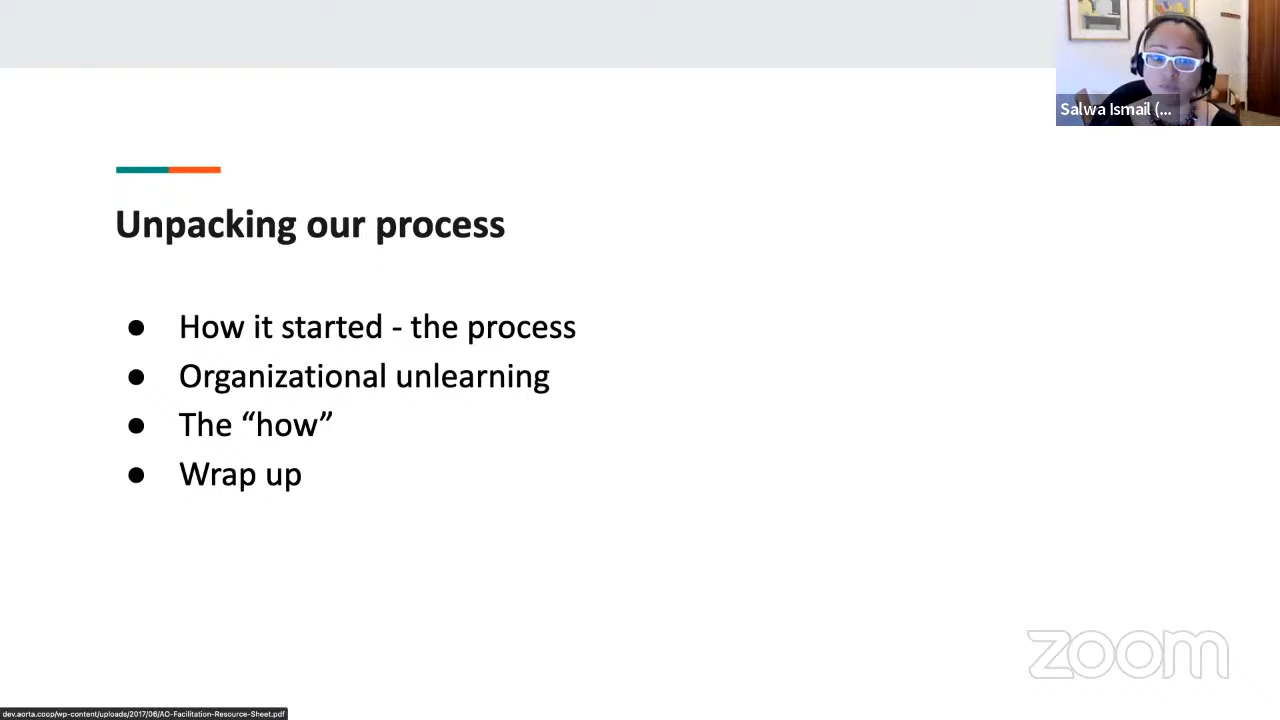 Salwa Ismail (...
Unpacking our process
● How it started - the process
● Organizational unlearning
● The “how”
● Wrap up
zoom
dev.aorta.coop/wp-content/uploads/2017/06/AO-Facilitation-Resource-Sheet.pdf